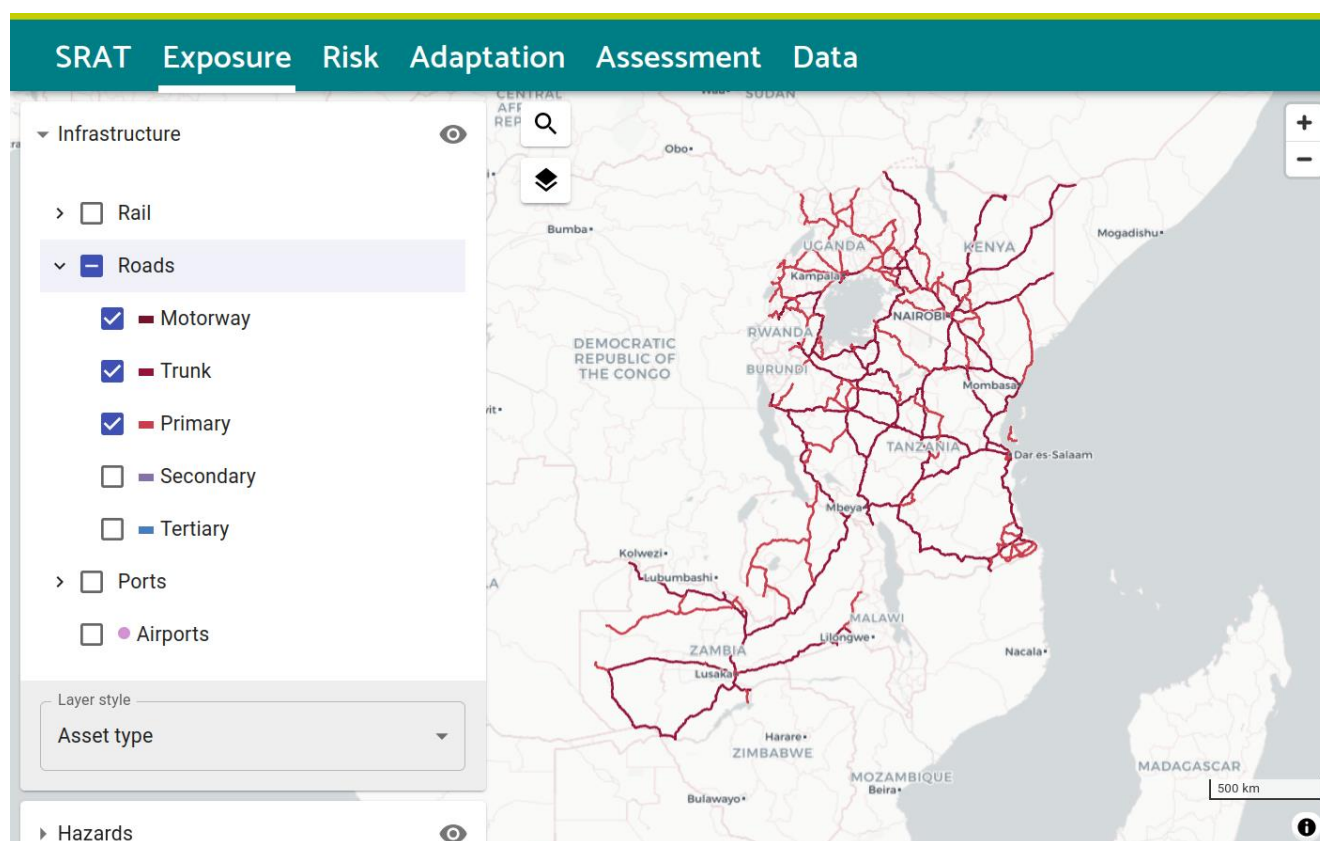 SRAT Exposure Risk Adaptation Assessment Data
Infrastructure
Rail
Roads
Motorway
Trunk
Primary
Secondary
Tertiary
Ports
Airports
Layer style
Asset type
Hazards
CENTRAL
SUDAN
Obo
Bumba
UGANDA
KENYA
Mogadishu
Kampala
NAIROBI
RWANDA
DEMOCRATIC
REPUBLIC OF
THE CONGO
BURUNDI
Mombasa
TANZANIA
Dar es-Salaam
Mbeya
Kolwezi
Lubumbashi
MALAWI
Lilongwe
ZAMBIA
Nacala
Lusaka
Harare
ZIMBABWE
MADAGASCAR
MOZAMBIQUE
Beira
Bulawayo
500 km